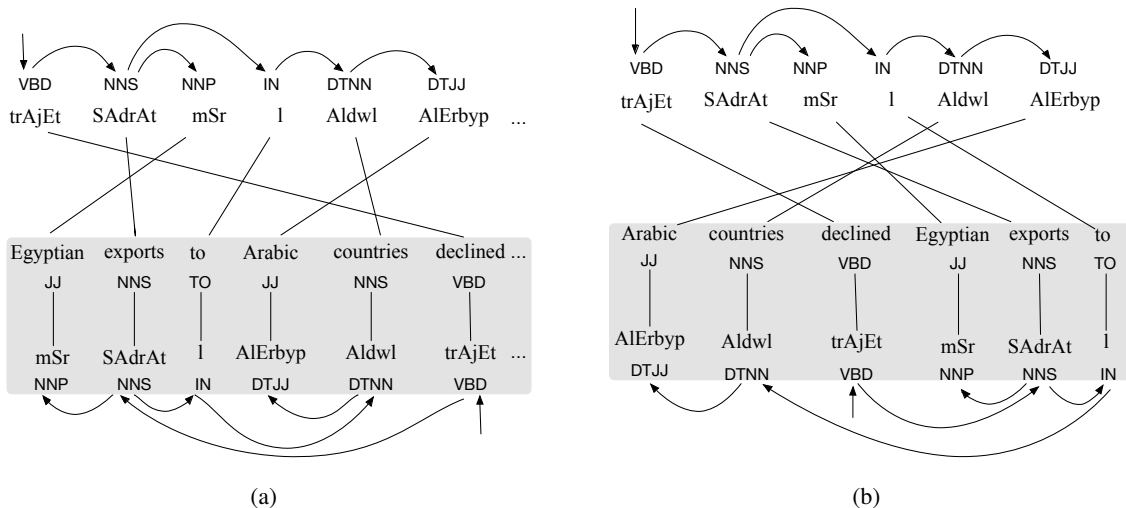 VBD NNS NNP IN DTNN DTJJ
trAjEt SAdrAt mSr l Aldwl AlErbyp ...
Egyptian exports to Arabic countries declined ...
JJ NNS TO JJ NNS VBD
mSr SAdrAt l AlErbyp Aldwl trAjEt ...
NNP NNS IN DTJJ DTNN VBD
(a)
VBD NNS NNP IN DTNN DTJJ
trAjEt SAdrAt mSr l Aldwl AlErbyp
Arabic countries declined Egyptian exports to
JJ NNS VBD JJ NNS TO
AlErbyp Aldwl trAjEt mSr SAdrAt l
DTJJ DTNN VBD NNP NNS IN
(b)